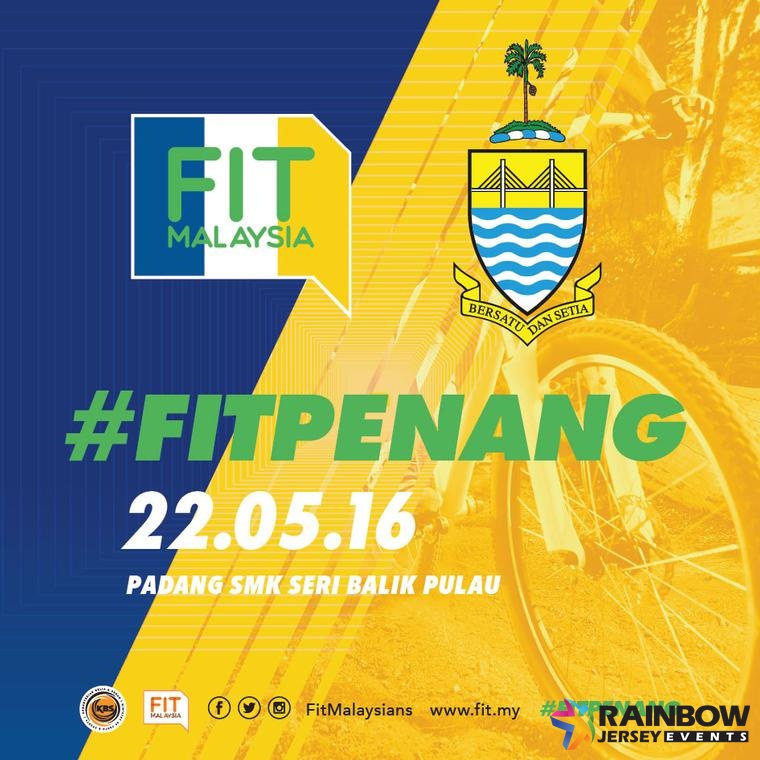 FIT
MALAYSIA
BERSATU DAN SETIA
#FITPENANG
22.05.16
PADANG SMK SERI BALIK PULAU
KBS
FIT
MALAYSIA
FitMalaysians www.fit.my
#FITPENANG
RAINBOW
JERSEY EVENTS